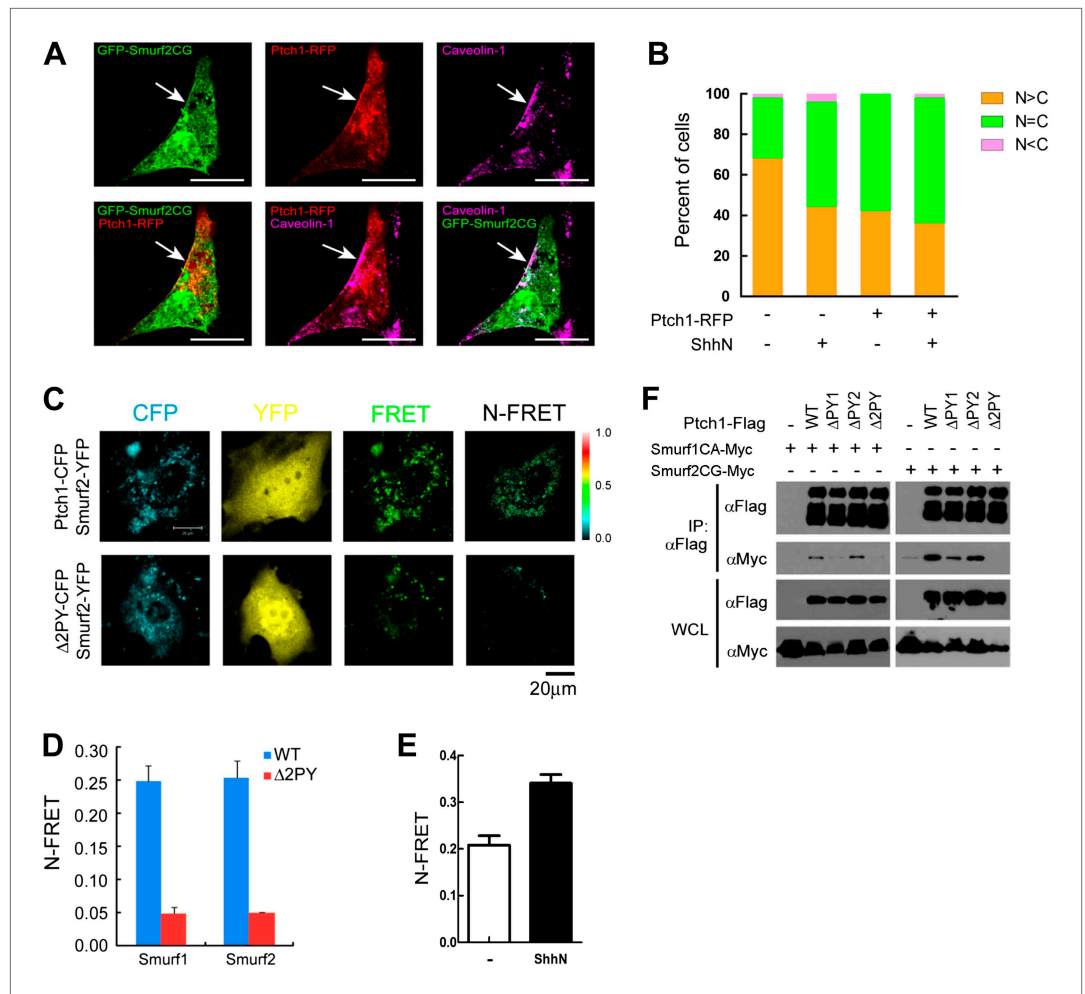 A
GFP-Smurf2CG
Ptch1-RFP
Caveolin-1
GFP-Smurf2CG
Ptch1-RFP
Ptch1-RFP
Caveolin-1
Caveolin-1
GFP-Smurf2CG
B
Percent of cells
100
80
60
40
20
0
N>C
N=C
N<C
Ptch1-RFP - - + +
ShhN - + - +
C
CFP YFP FRET N-FRET
Ptch1-CFP
Smurf2-YFP
Δ2PY-CFP
Smurf2-YFP
1.0
0.5
0.0
20μm
F
Ptch1-Flag - WT ΔPY1 ΔPY2 Δ2PY - WT ΔPY1 ΔPY2 Δ2PY
Smurf1CA-Myc + + + + + - - - - -
Smurf2CG-Myc - - - - - + + + + +
IP:
αFlag
αFlag
αMyc
WCL
αFlag
αMyc
D
N-FRET
0.30
0.25
0.20
0.15
0.10
0.05
0.00
WT
Δ2PY
Smurf1 Smurf2
E
N-FRET
0.4
0.3
0.2
0.1
0.0
- ShhN